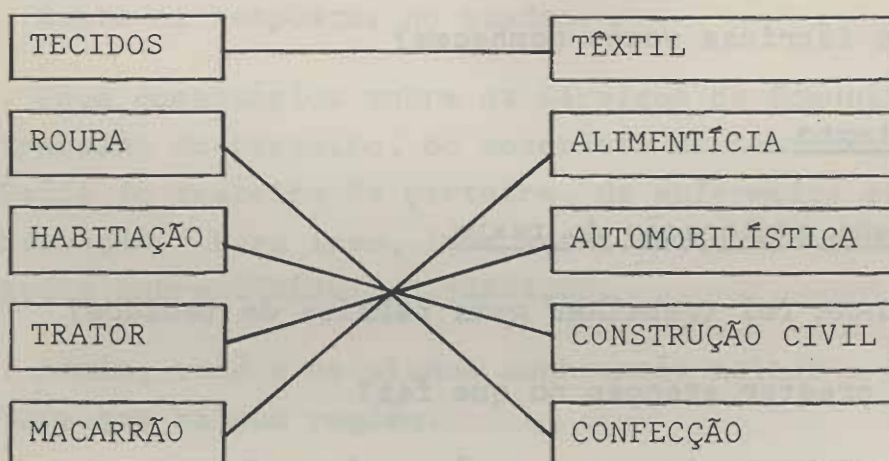 TECIDOS TÊXTIL
ROUPA ALIMENTÍCIA
HABITAÇÃO AUTOMOBILÍSTICA
TRATOR CONSTRUÇÃO CIVIL
MACARRÃO CONFECÇÃO